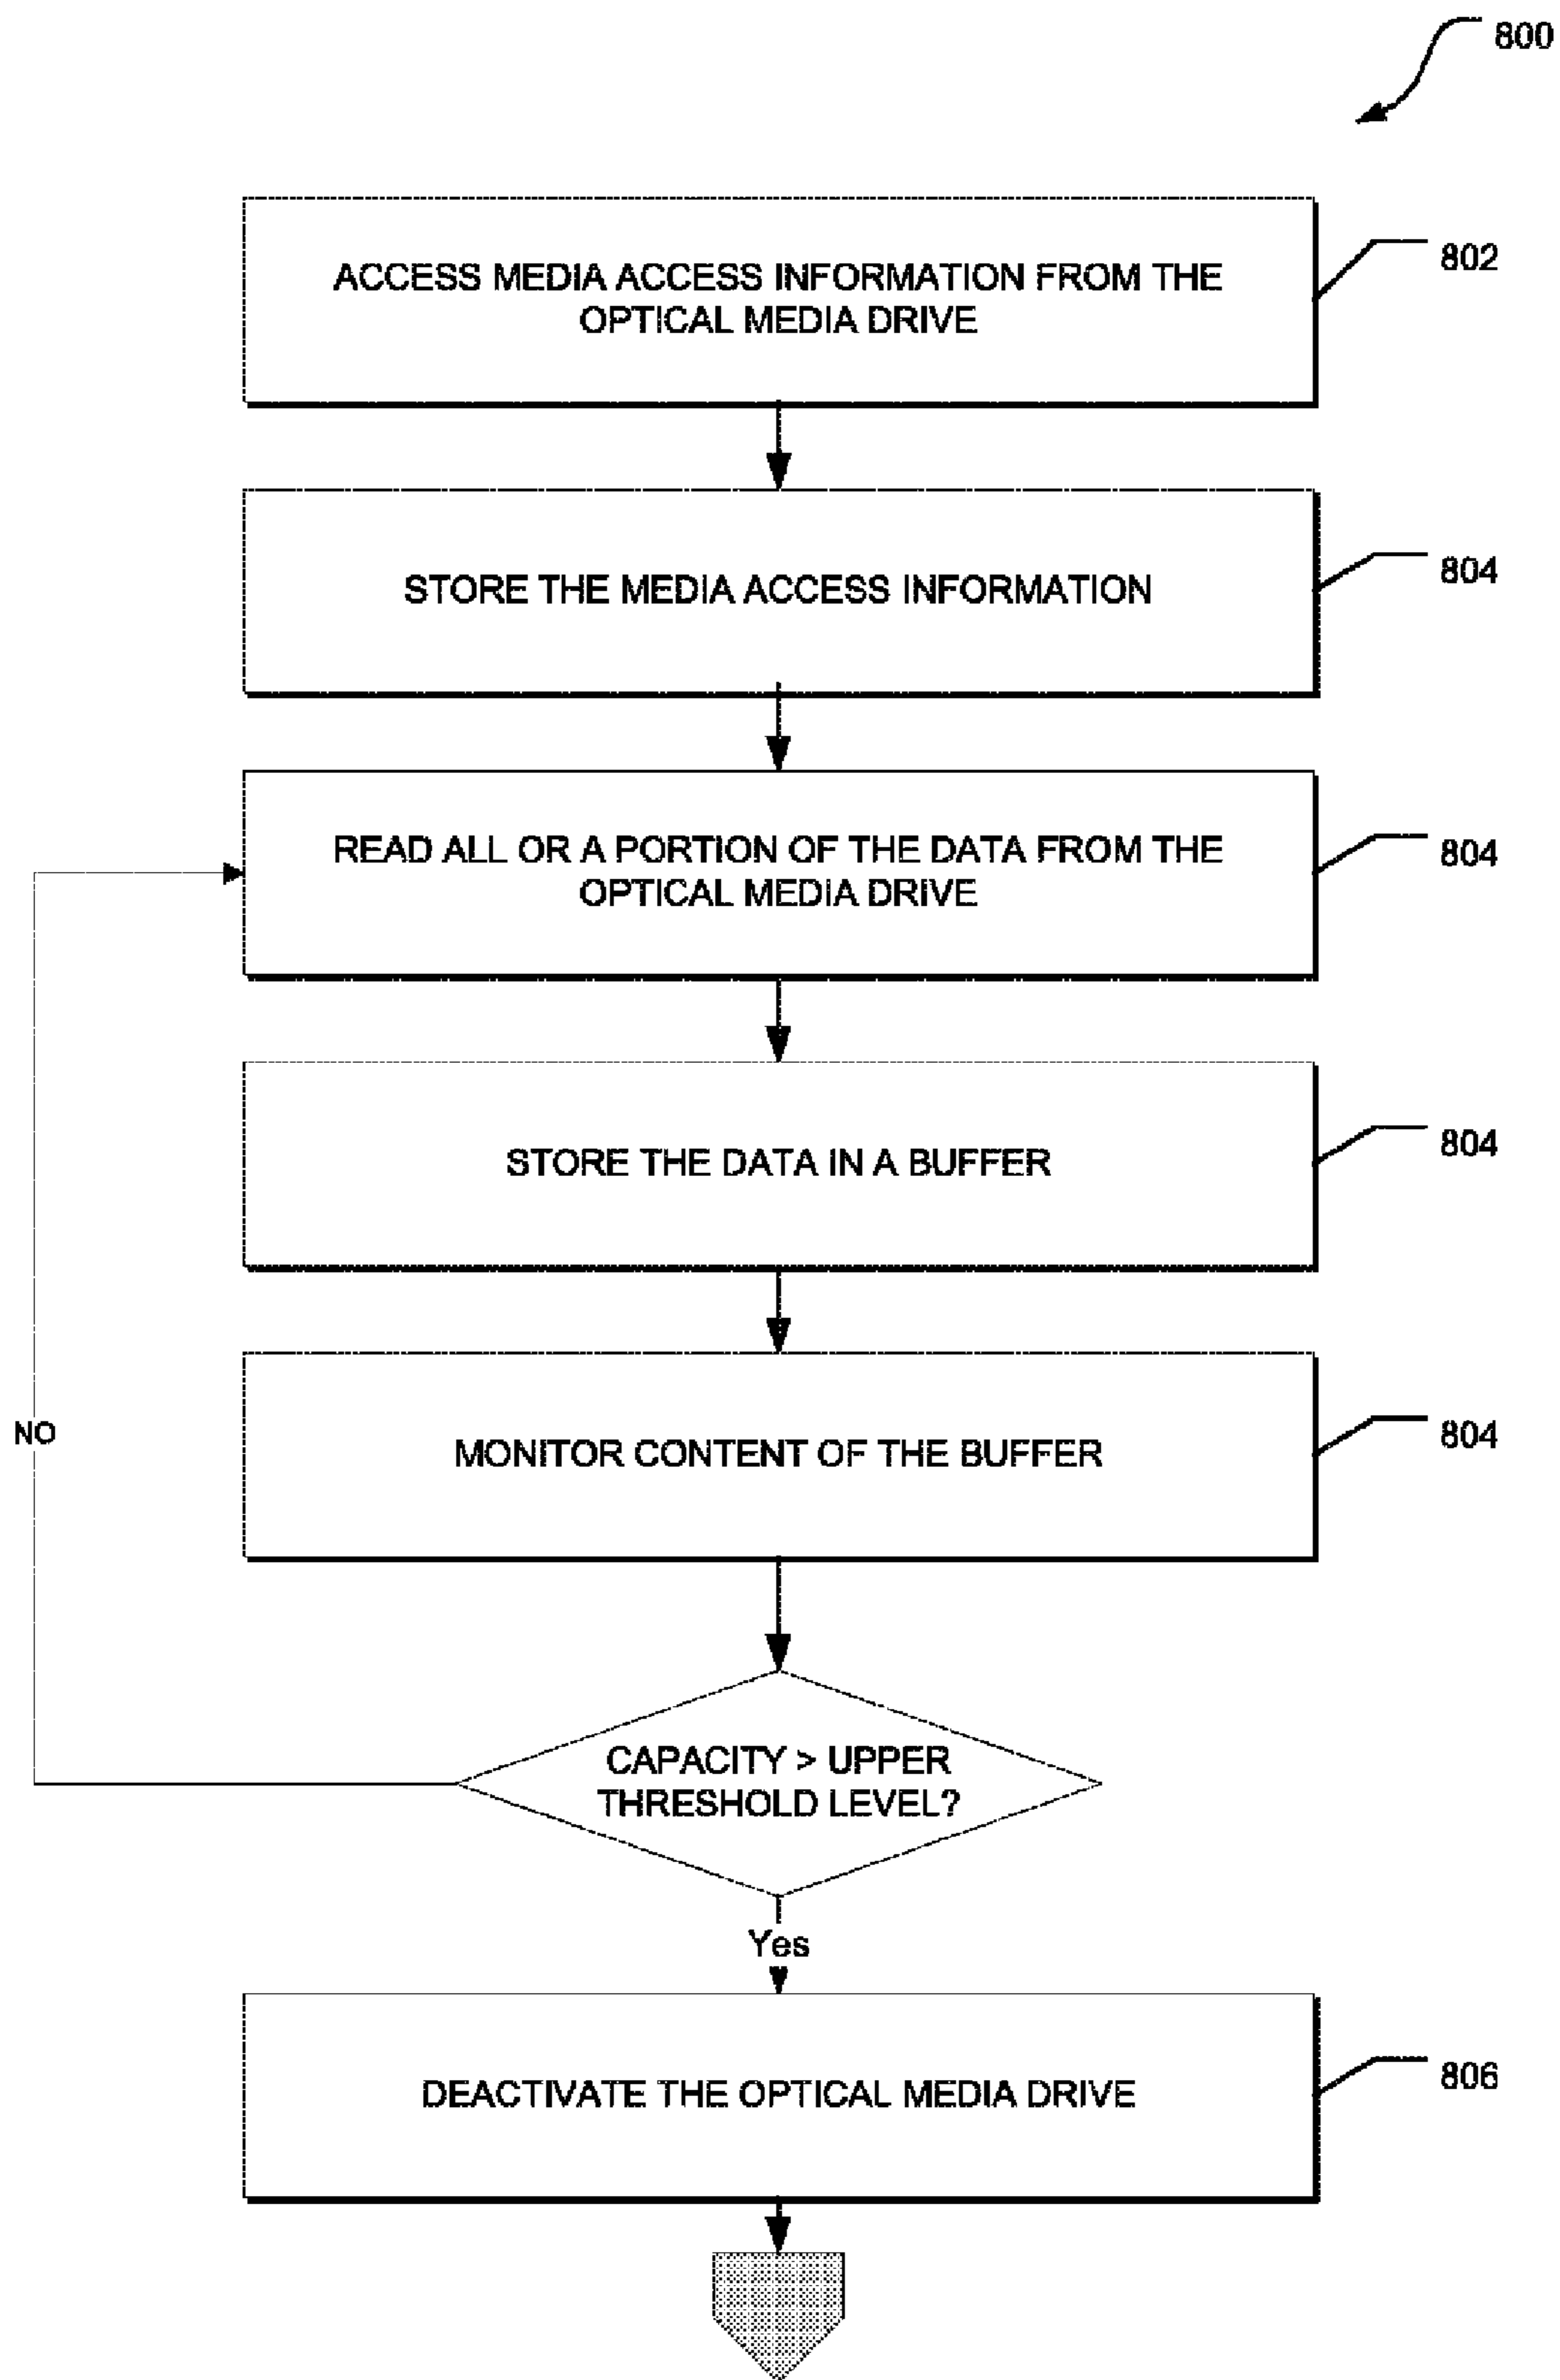 800
ACCESS MEDIA ACCESS INFORMATION FROM THE
OPTICAL MEDIA DRIVE
802
STORE THE MEDIA ACCESS INFORMATION
804
READ ALL OR A PORTION OF THE DATA FROM THE
OPTICAL MEDIA DRIVE
804
STORE THE DATA IN A BUFFER
804
MONITOR CONTENT OF THE BUFFER
804
NO
CAPACITY > UPPER
THRESHOLD LEVEL?
Yes
DEACTIVATE THE OPTICAL MEDIA DRIVE
806